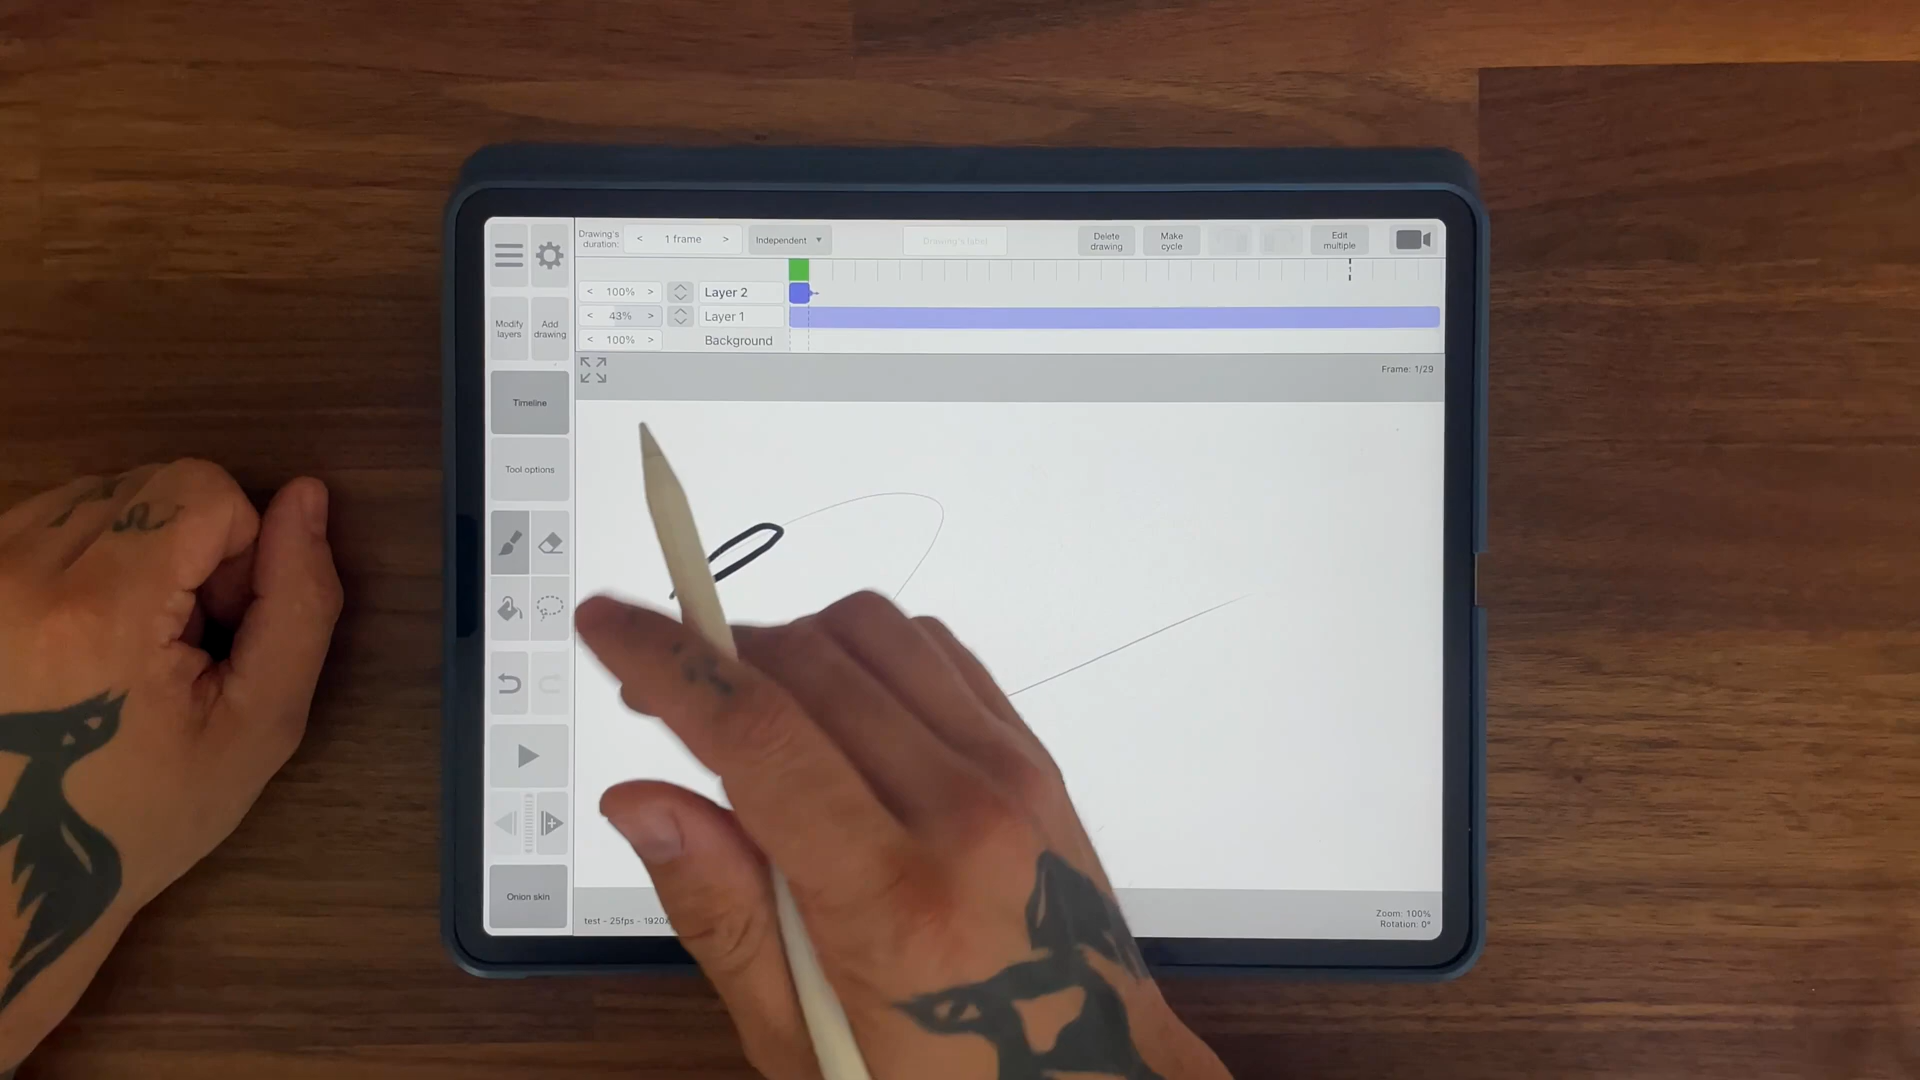 Drawing's
duration:
< 1 frame >
Independent
Drawing's label
Delete
drawing
Make
cycle
Edit
multiple
< 100% >
Layer 2
< 43% >
Layer 1
< 100% >
Background
Modify
layers
Add
drawing
Frame: 1/29
Timeline
Tool options
Onion skin
test - 25fps - 1920
Zoom: 100%
Rotation: 0°